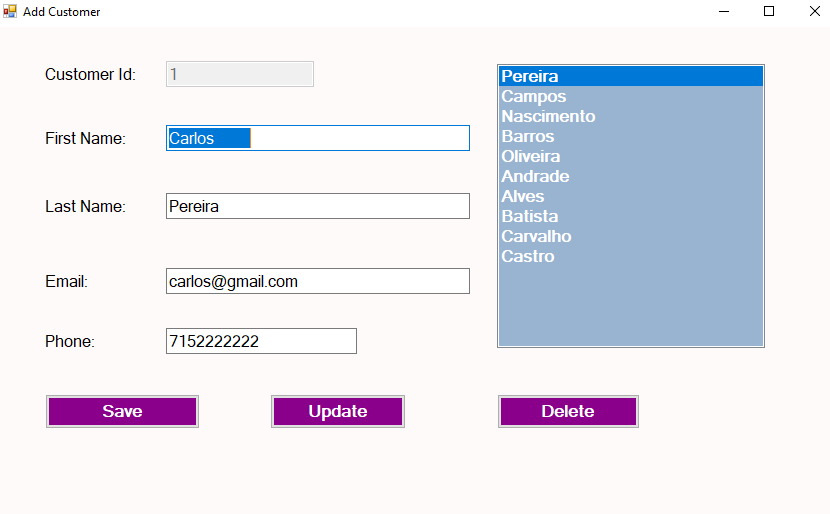 Add Customer
Customer Id: 1
First Name: Carlos
Last Name: Pereira
Email: carlos@gmail.com
Phone: 7152222222
Pereira
Campos
Nascimento
Barros
Oliveira
Andrade
Alves
Batista
Carvalho
Castro
Save Update Delete